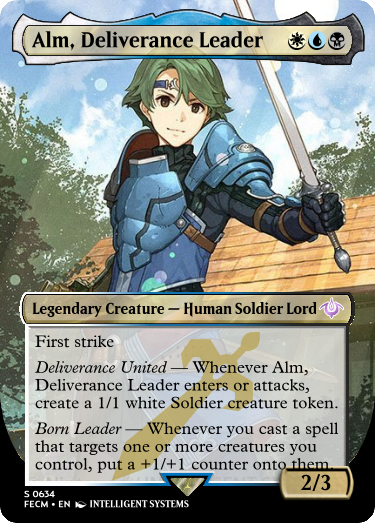 Alm, Deliverance Leader
Legendary Creature — Human Soldier Lord
First strike
Deliverance United — Whenever Alm,
Deliverance Leader enters or attacks,
create a 1/1 white Soldier creature token.
Born Leader — Whenever you cast a spell
that targets one or more creatures you
control, put a +1/+1 counter onto them.
2/3
S 0634
FECM • EN INTELLIGENT SYSTEMS